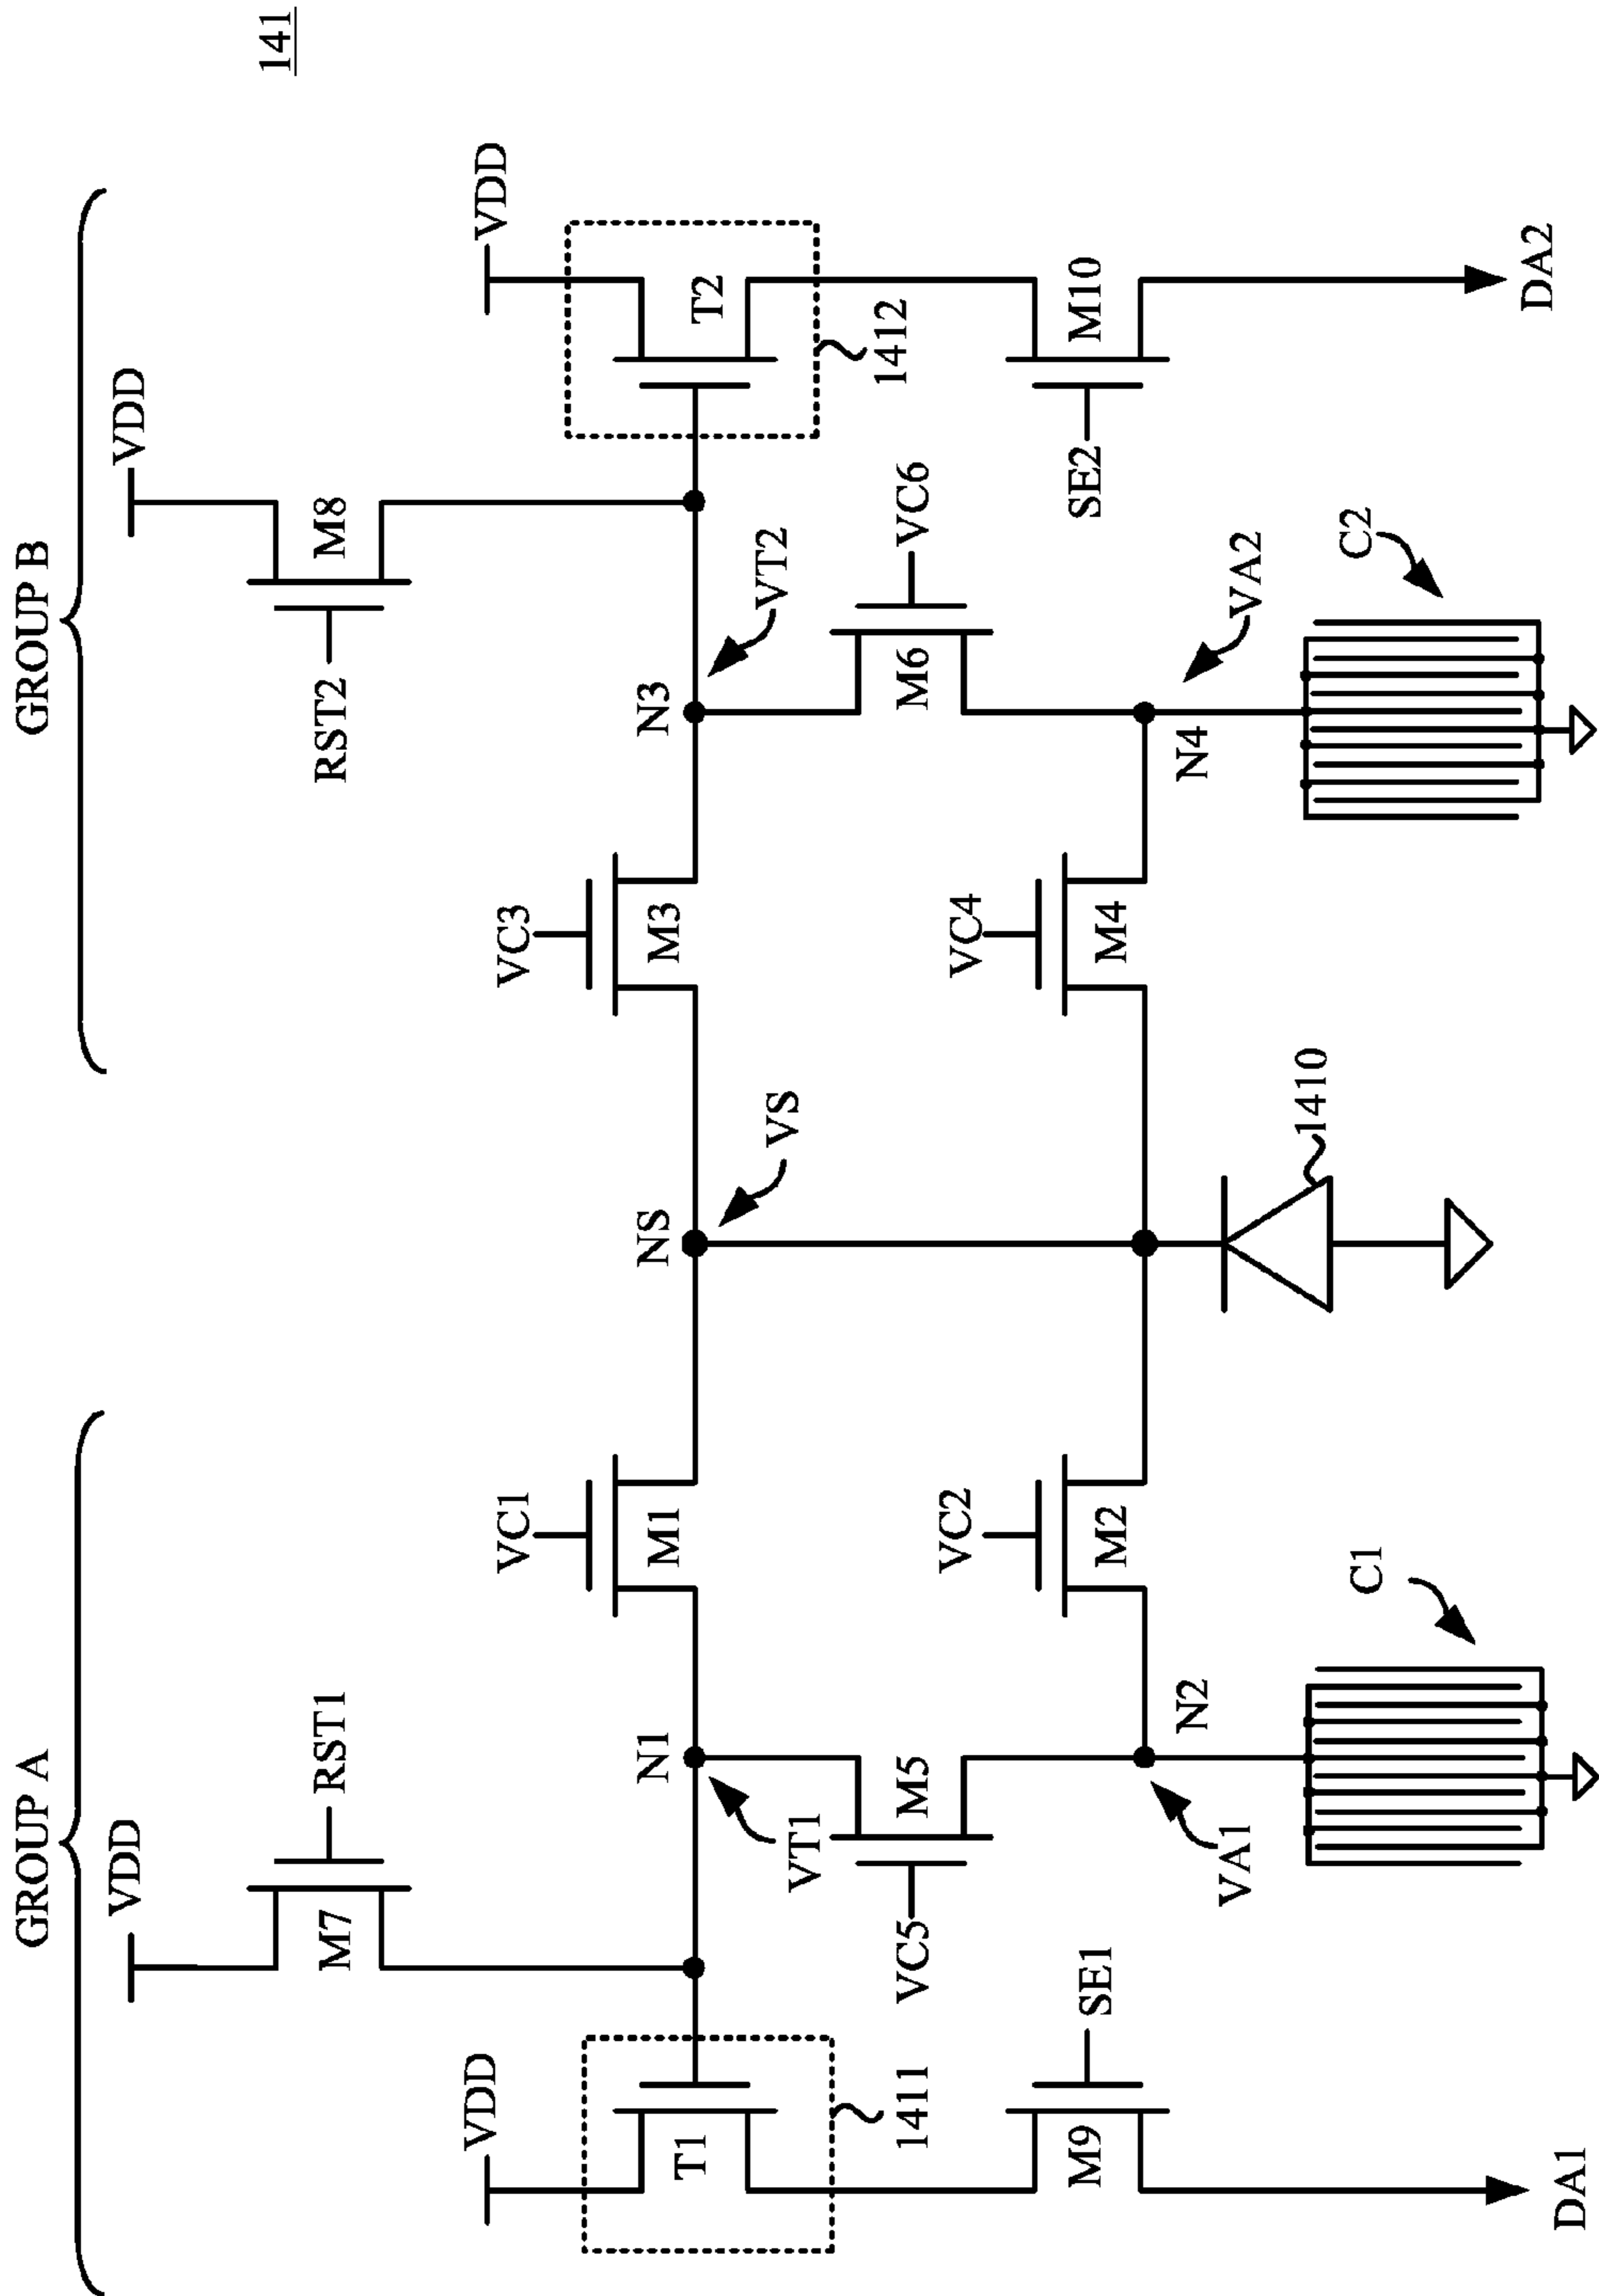 141
GROUP A
GROUP B
VDD
VDD
M7
RST1
RST2
M8
VDD
VDD
T1
VC1
VC3
T2
M1
M3
N1
NS
N3
1411
VT1
VS
VT2
1412
VC5
M5
M6
VC6
SE1
VC2
VC4
SE2
M9
M2
M4
M10
N2
N4
VA1
VA2
1410
C1
C2
DA1
DA2